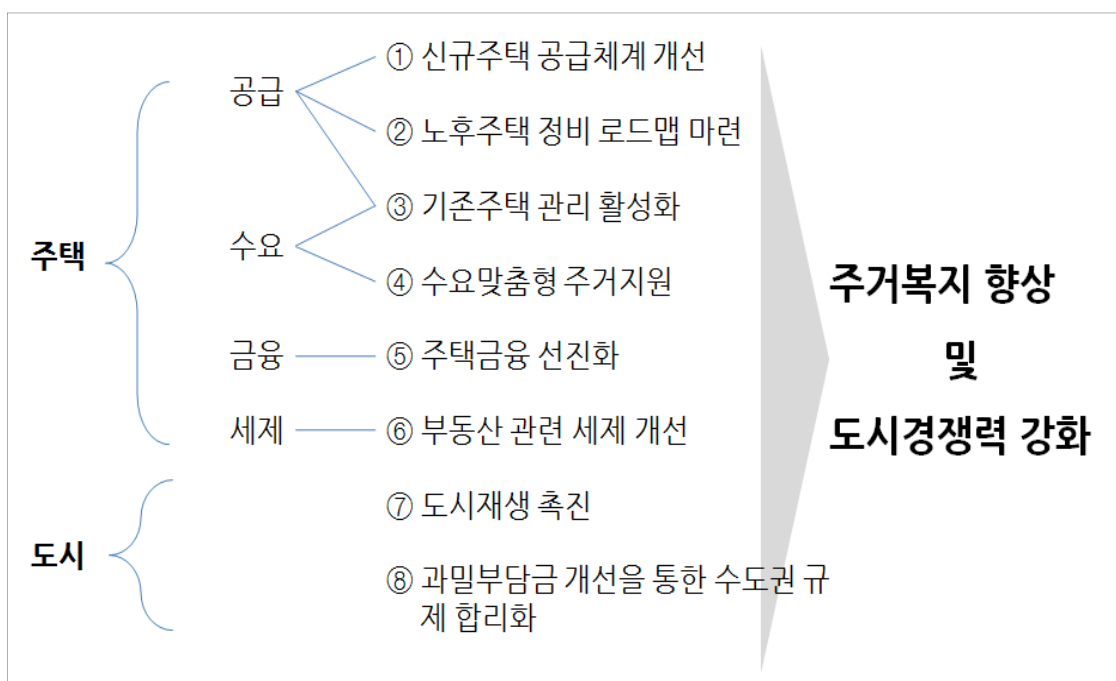 주택
공급
① 신규주택 공급체계 개선
② 노후주택 정비 로드맵 마련
③ 기존주택 관리 활성화
수요
④ 수요맞춤형 주거지원
금융
⑤ 주택금융 선진화
세제
⑥ 부동산 관련 세제 개선
도시
⑦ 도시재생 촉진
⑧ 과밀부담금 개선을 통한 수도권 규
제 합리화
주거복지 향상
및
도시경쟁력 강화